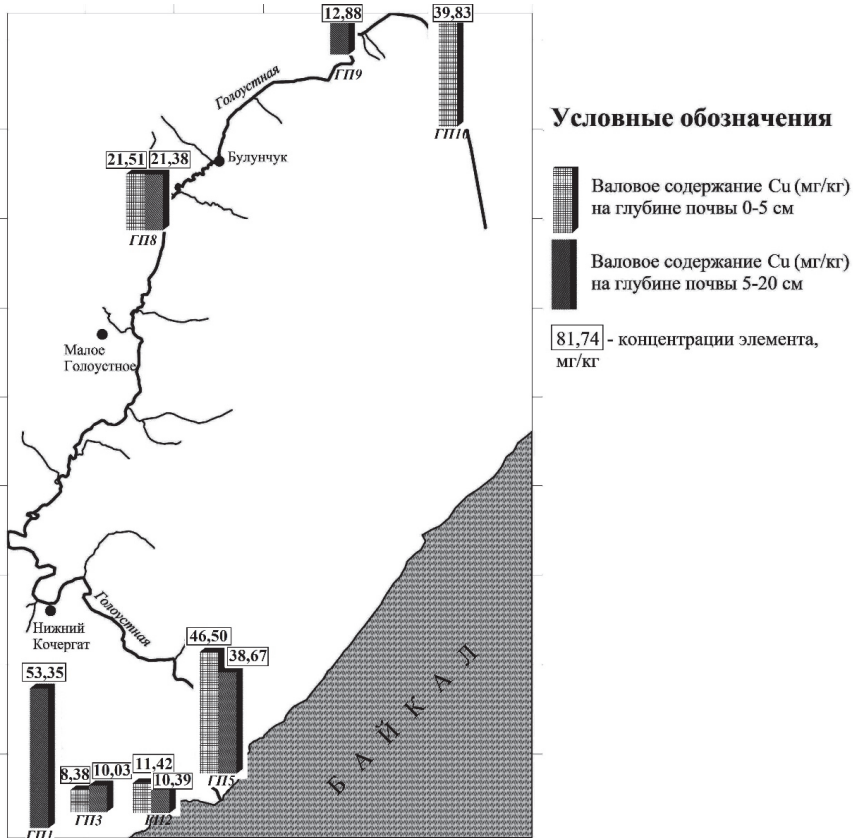 12,88
39,83
ГП9
Голоустная
ГП10
Условные обозначения
Булунчук
21,51 21,38
ГП8
Валовое содержание Cu (мг/кг)
на глубине почвы 0-5 см
Валовое содержание Cu (мг/кг)
на глубине почвы 5-20 см
81,74 - концентрации элемента,
мг/кг
Малое
Голоустное
Голоустная
Нижний
Кочергат
46,50
38,67
53,35
БАЙКАЛ
11,42
8,38 10,03
10,39
ГП5
ГП3
ГП2
ГП1